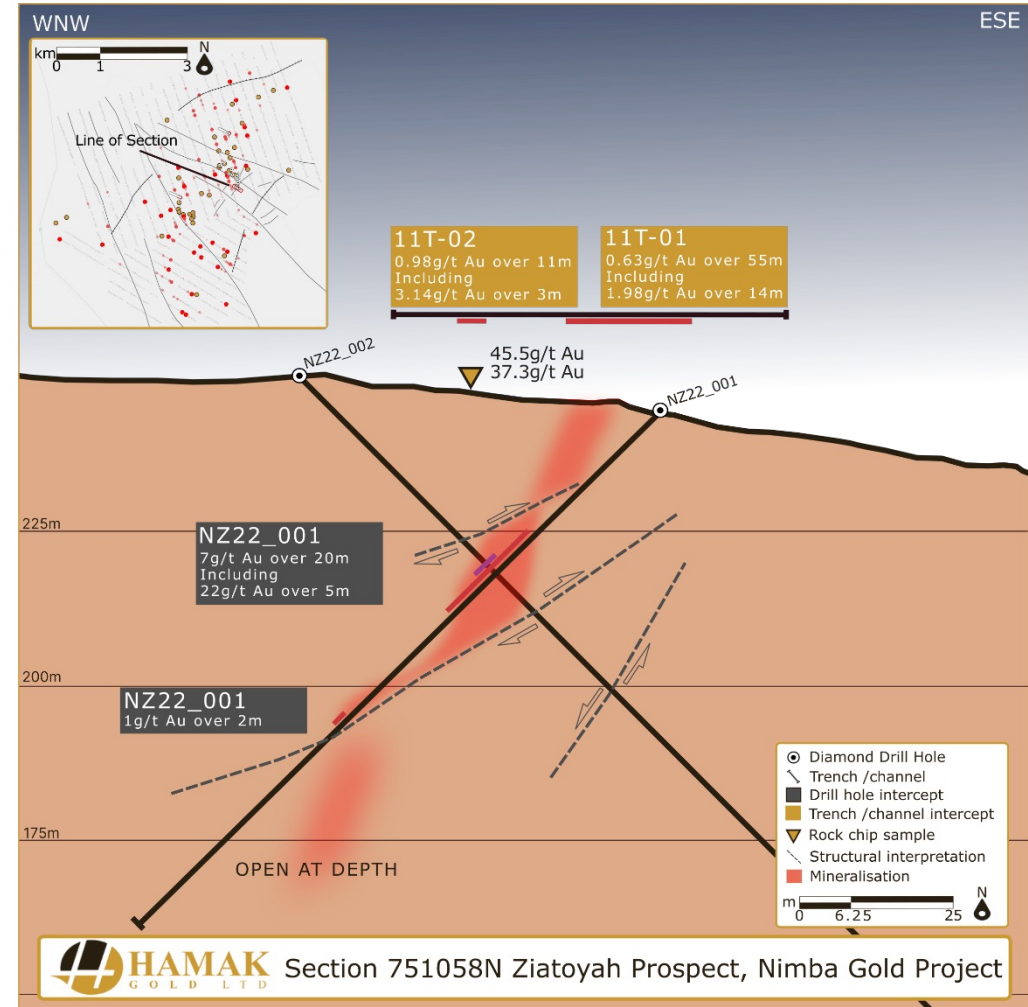 WNW
ESE
km
0 1 3
N
Line of Section
11T-02
0.98g/t Au over 11m
Including
3.14g/t Au over 3m
11T-01
0.63g/t Au over 55m
Including
1.98g/t Au over 14m
NZ22_002
45.5g/t Au
37.3g/t Au
NZ22_001
225m
NZ22_001
7g/t Au over 20m
Including
22g/t Au over 5m
200m
NZ22_001
1g/t Au over 2m
175m
OPEN AT DEPTH
Diamond Drill Hole
Trench /channel
Drill hole intercept
Trench /channel intercept
Rock chip sample
Structural interpretation
Mineralisation
m
0 6.25 25
N
HAMAK
GOLD LTD
Section 751058N Ziatoyah Prospect, Nimba Gold Project